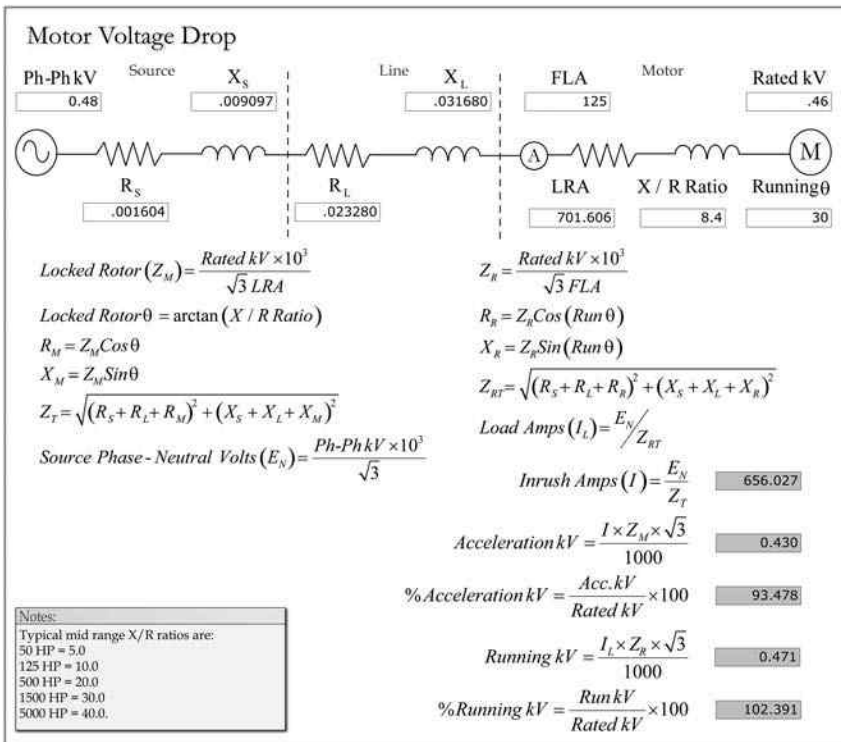 Motor Voltage Drop
Source Line Motor
Ph-Ph kV X_S X_L FLA Rated kV
0.48 .009097 .031680 125 .46
A M
R_S R_L LRA X / R Ratio Running θ
.001604 .023280 701.606 8.4 30
Locked Rotor (Z_M) = Rated kV × 10³ / √3 LRA
Locked Rotor θ = arctan (X / R Ratio)
R_M = Z_M Cos θ
X_M = Z_M Sin θ
Z_T = √((R_S + R_L + R_M)² + (X_S + X_L + X_M)²)
Source Phase - Neutral Volts (E_N) = Ph-Ph kV × 10³ / √3
Z_R = Rated kV × 10³ / √3 FLA
R_R = Z_R Cos (Run θ)
X_R = Z_R Sin (Run θ)
Z_RT = √((R_S + R_L + R_R)² + (X_S + X_L + X_R)²)
Load Amps (I_L) = E_N / Z_RT
Inrush Amps (I) = E_N / Z_T 656.027
Acceleration kV = I × Z_M × √3 / 1000 0.430
% Acceleration kV = Acc. kV / Rated kV × 100 93.478
Running kV = I_L × Z_R × √3 / 1000 0.471
% Running kV = Run kV / Rated kV × 100 102.391
Notes:
Typical mid range X/R ratios are:
50 HP = 5.0
125 HP = 10.0
500 HP = 20.0
1500 HP = 30.0
5000 HP = 40.0.